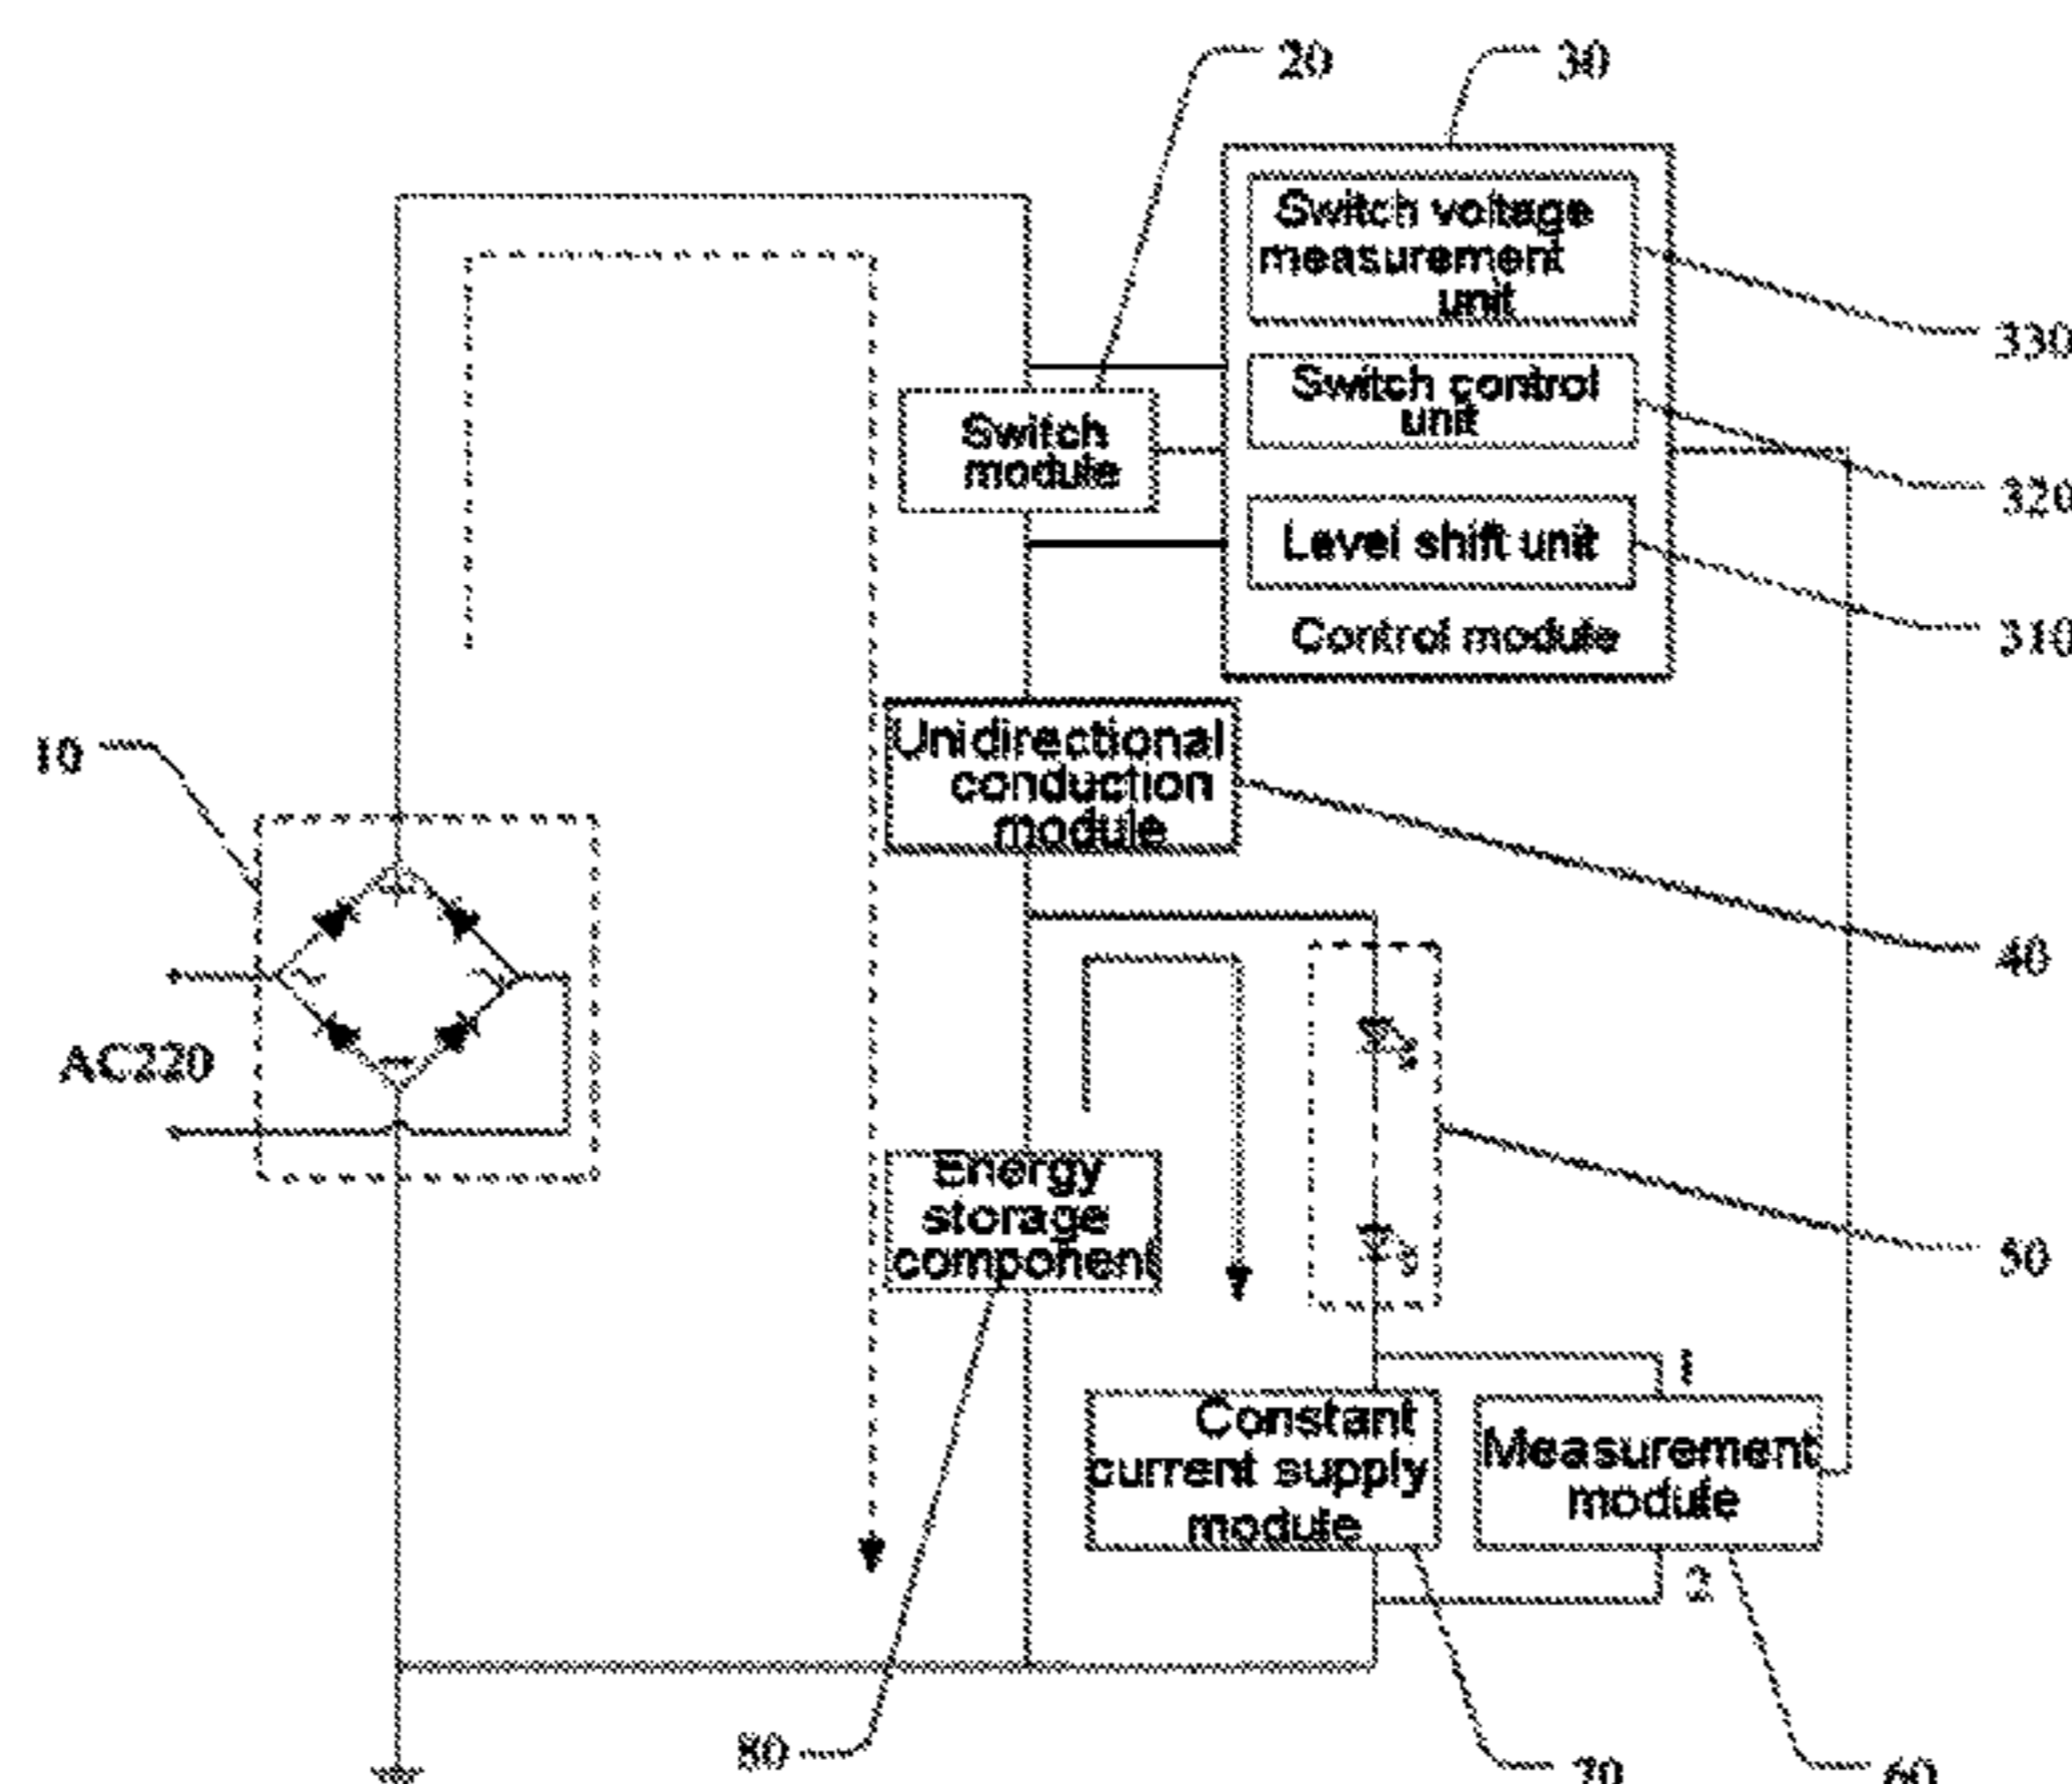 20
30
Switch voltage
measurement
unit
330
Switch control
unit
Switch
module
320
Level shift unit
310
Control module
10
Unidirectional
conduction
module
40
AC220
Energy
storage
component
50
1
Constant
current supply
module
Measurement
module
2
80
70
60